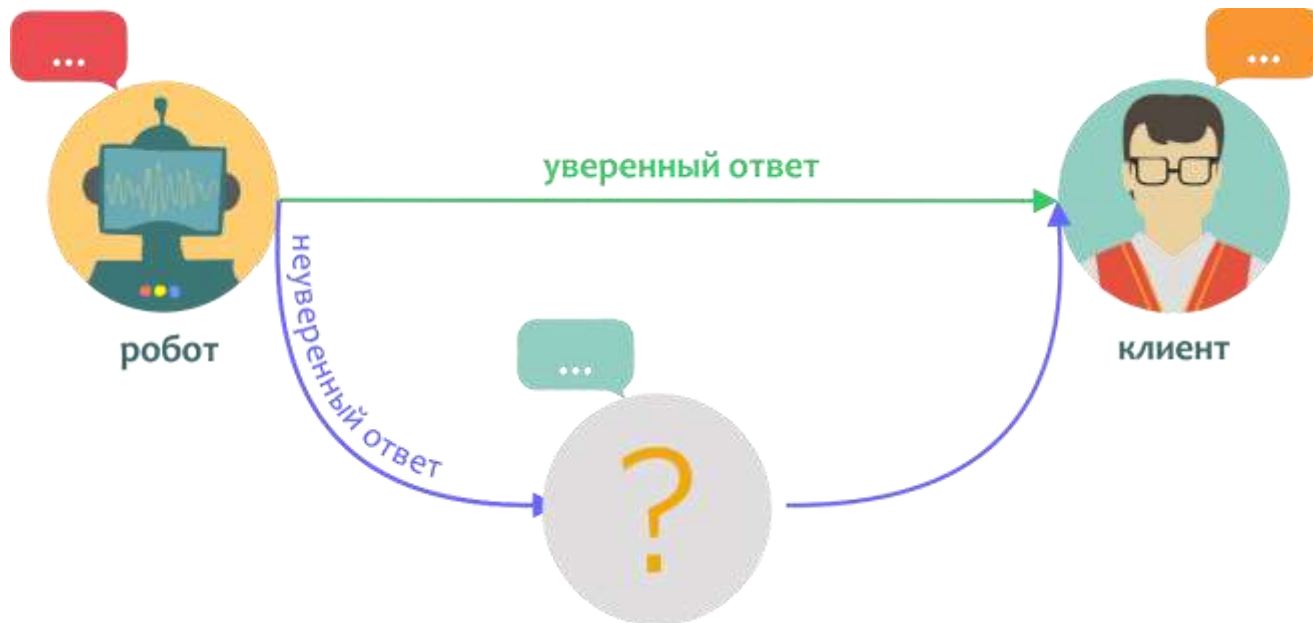 ...
...
уверенный ответ
неуверенный ответ
робот
клиент
...
?